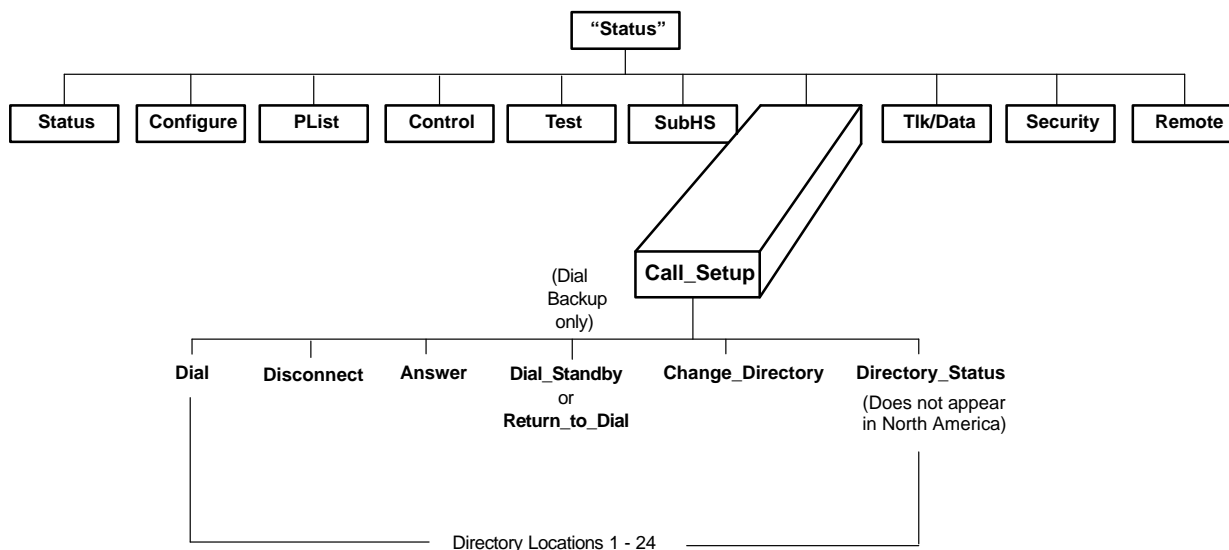 “Status”
Status Configure PList Control Test SubHS Tlk/Data Security Remote
Call_Setup
(Dial
Backup
only)
Dial Disconnect Answer Dial_Standby Change_Directory Directory_Status
or
Return_to_Dial
(Does not appear
in North America)
Directory Locations 1 - 24